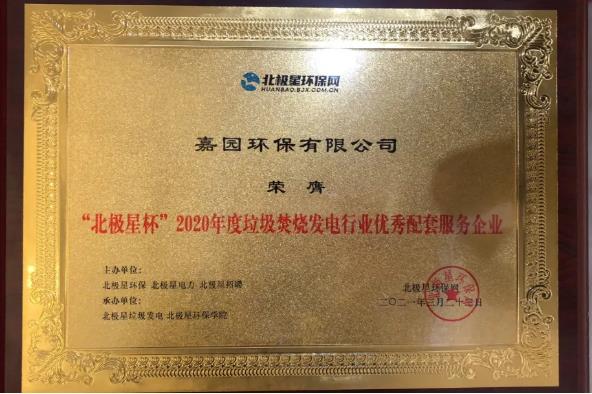 北极星环保网
HUANBAO.BJX.COM.CN
嘉园环保有限公司
荣膺
“北极星杯”2020年度垃圾焚烧发电行业优秀配套服务企业
主办单位:
北极星环保 北极星电力 北极星招聘
承办单位:
北极星垃圾发电 北极星环保学院
北极星环保网
二〇二一年三月二十三日